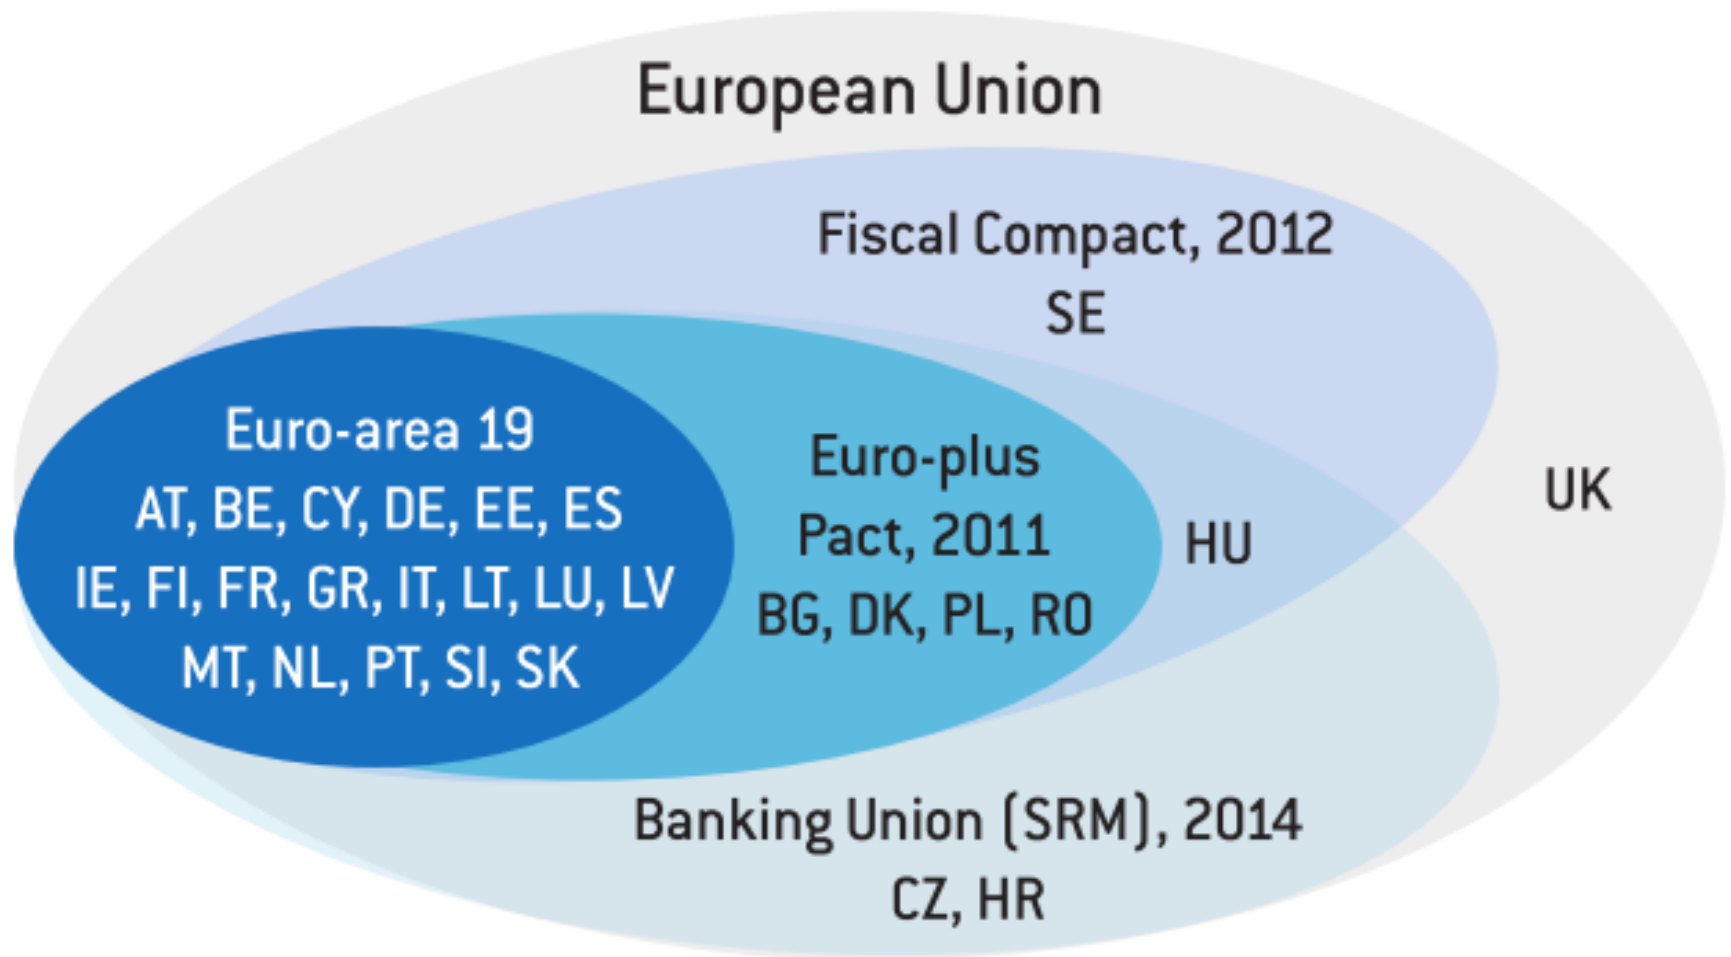 European Union
Fiscal Compact, 2012
SE
Euro-area 19
AT, BE, CY, DE, EE, ES
IE, FI, FR, GR, IT, LT, LU, LV
MT, NL, PT, SI, SK
Euro-plus
Pact, 2011
BG, DK, PL, RO
HU
UK
Banking Union (SRM), 2014
CZ, HR